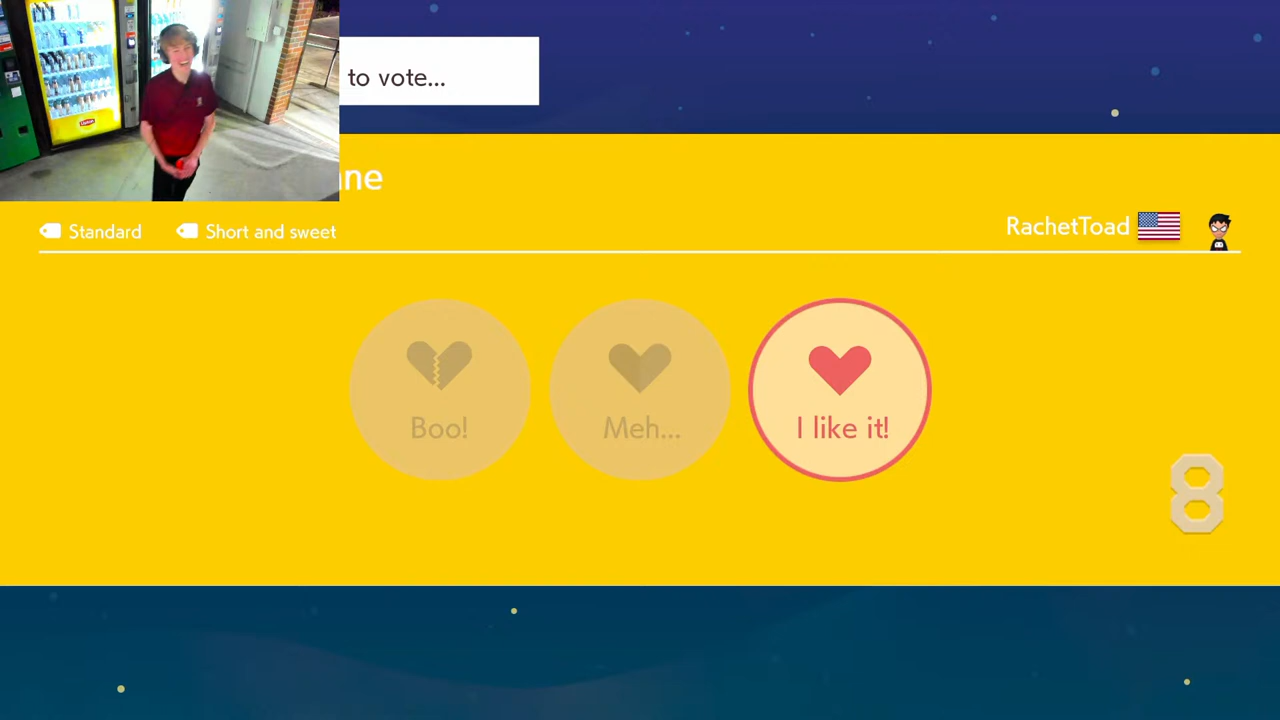 to vote...
ne
Standard
Short and sweet
RachetToad
Boo!
Meh...
I like it!
8